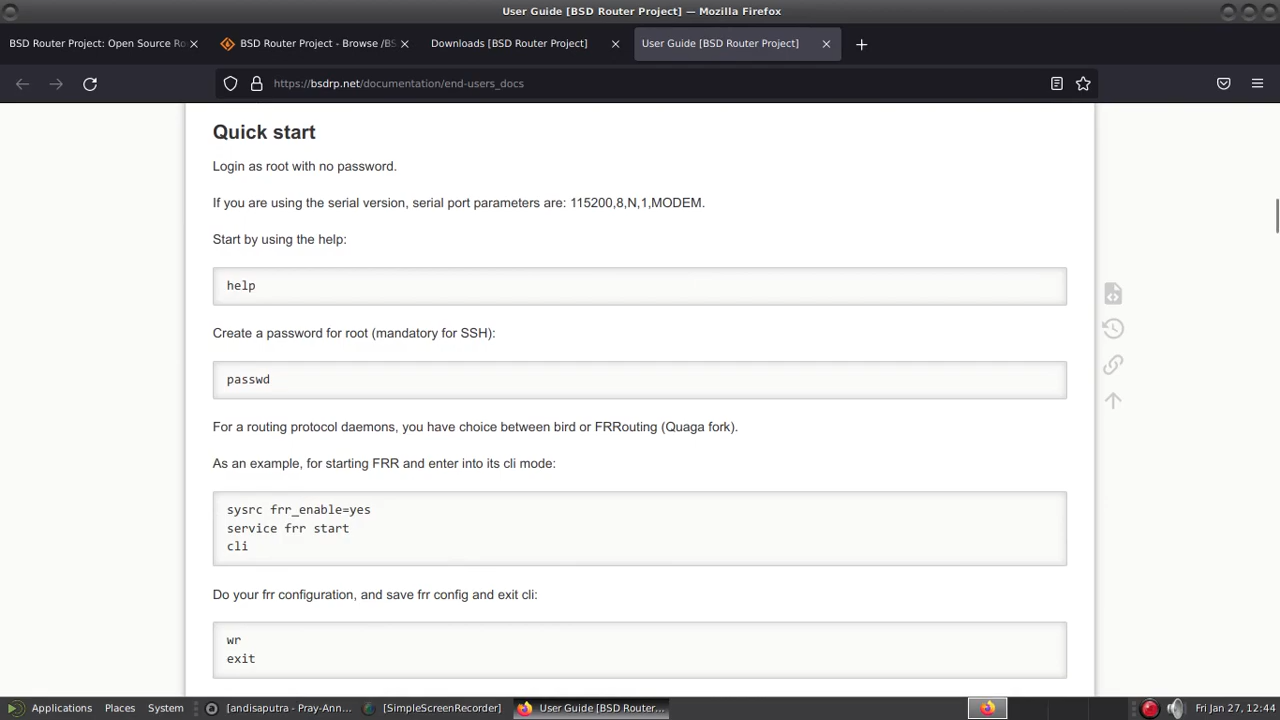 User Guide [BSD Router Project] — Mozilla Firefox
BSD Router Project: Open Source Ro
BSD Router Project - Browse /BS
Downloads [BSD Router Project]
User Guide [BSD Router Project]
https://bsdrp.net/documentation/end-users_docs
Quick start
Login as root with no password.
If you are using the serial version, serial port parameters are: 115200,8,N,1,MODEM.
Start by using the help:
help
Create a password for root (mandatory for SSH):
passwd
For a routing protocol daemons, you have choice between bird or FRRouting (Quaga fork).
As an example, for starting FRR and enter into its cli mode:
sysrc frr_enable=yes
service frr start
cli
Do your frr configuration, and save frr config and exit cli:
wr
exit
Applications Places System [andisaputra - Pray-Ann... [SimpleScreenRecorder] User Guide [BSD Router... Fri Jan 27, 12:44